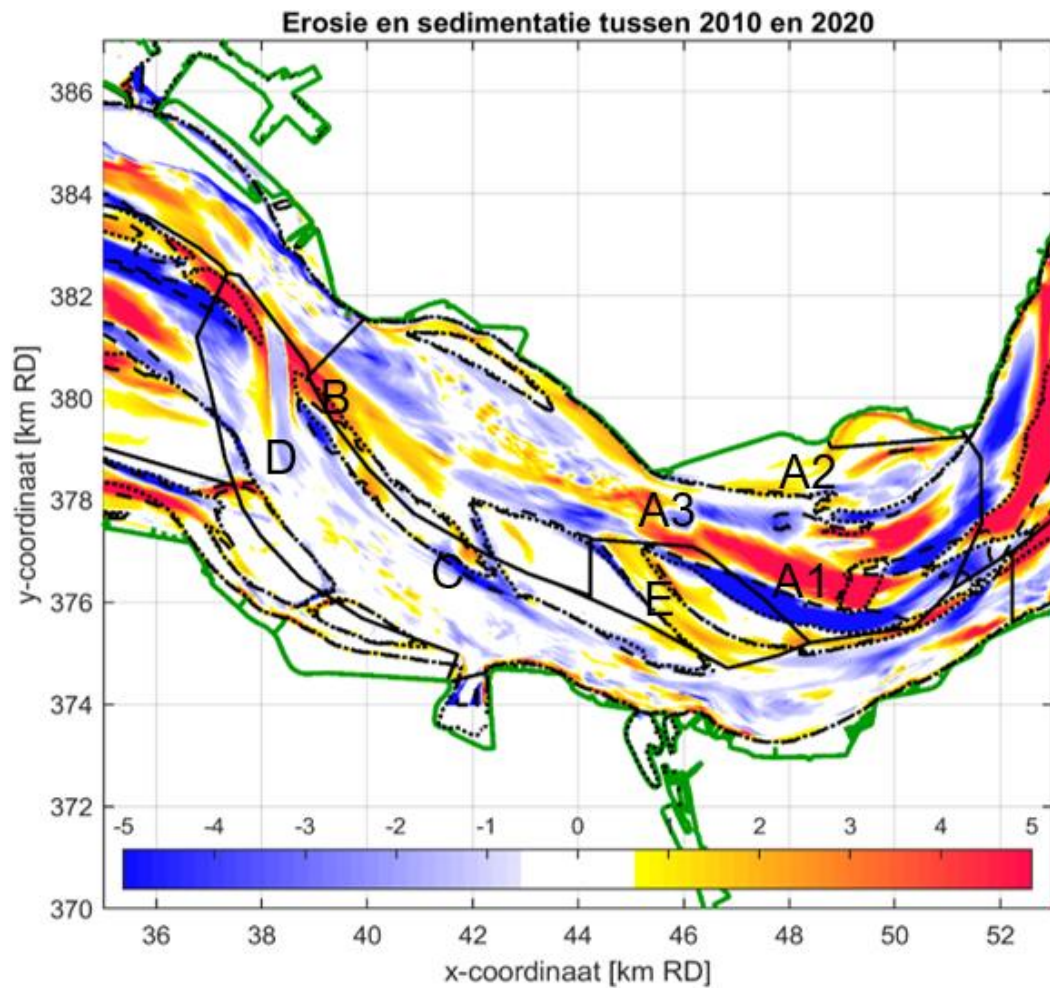 Erosie en sedimentatie tussen 2010 en 2020
y-coordinaat [km RD]
386
384
382
380
378
376
374
372
370
B
D
A2
A3
C
A1
E
-5 -4 -3 -2 -1 0 2 3 4 5
36 38 40 42 44 46 48 50 52
x-coordinaat [km RD]